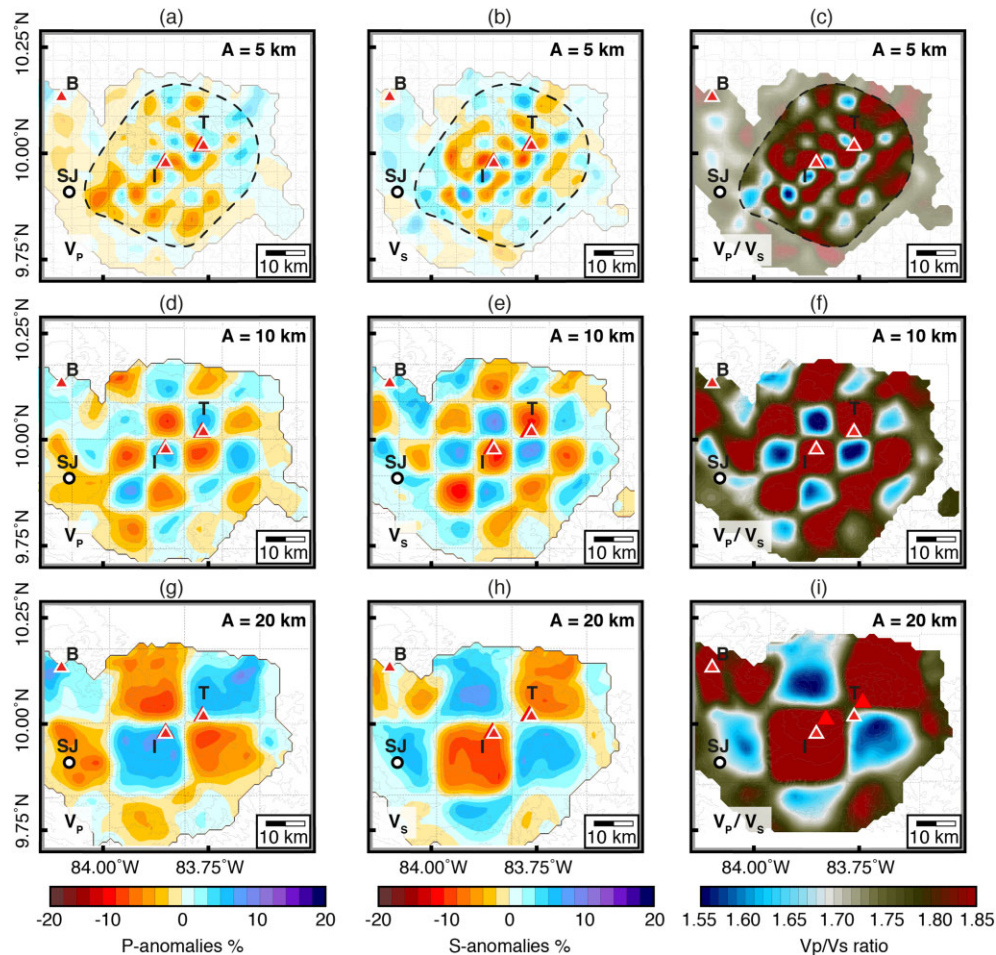 (a) (b) (c)
10.25°N A = 5 km A = 5 km A = 5 km
B B B
T T T
10.00°N
SJ I SJ I SJ I
9.75°N VP 10 km VS 10 km VP / VS 10 km
(d) (e) (f)
10.25°N A = 10 km A = 10 km A = 10 km
B B B
T T T
10.00°N
SJ I SJ I SJ I
9.75°N VP 10 km VS 10 km VP / VS 10 km
(g) (h) (i)
10.25°N A = 20 km A = 20 km A = 20 km
B B B
T T T
10.00°N
SJ I SJ I SJ I
9.75°N VP 10 km VS 10 km VP / VS 10 km
84.00°W 83.75°W 84.00°W 83.75°W 84.00°W 83.75°W
-20 -10 0 10 20 -20 -10 0 10 20 1.55 1.60 1.65 1.70 1.75 1.80 1.85
P-anomalies % S-anomalies % Vp/Vs ratio